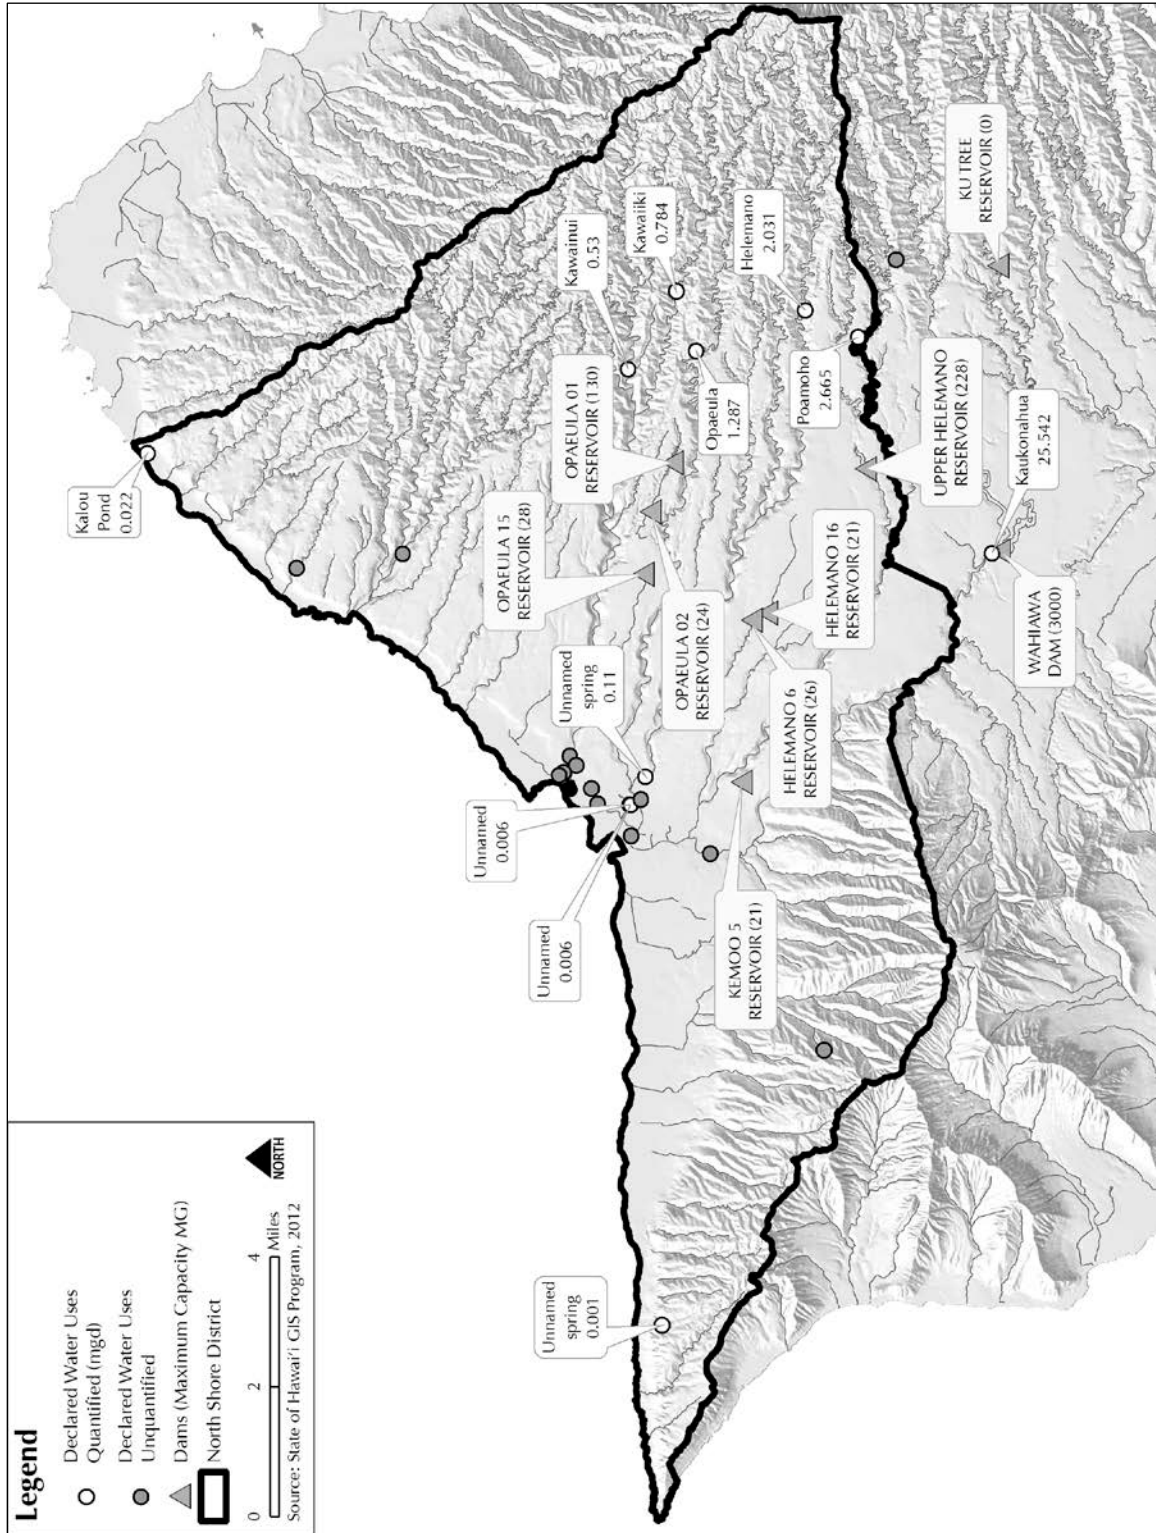 Legend
Declared Water Uses
Quantified (mgd)
Declared Water Uses
Unquantified
Dams (Maximum Capacity MG)
North Shore District
0
2
4
Miles
Source: State of Hawai‘i GIS Program, 2012
NORTH
Unnamed
spring
0.001
Unnamed
0.006
Unnamed
0.006
Unnamed
spring
0.11
Kalou
Pond
0.022
KEMOO 5
RESERVOIR (21)
HELEMANO 6
RESERVOIR (26)
HELEMANO 16
RESERVOIR (21)
OPAEULA 02
RESERVOIR (24)
OPAEULA 15
RESERVOIR (28)
OPAEULA 01
RESERVOIR (130)
Kawainui
0.53
Kawaiiki
0.784
Opaeula
1.287
Helemano
2.031
Poamoho
2.665
UPPER HELEMANO
RESERVOIR (228)
Kaukonahua
25.542
WAHIAWA
DAM (3000)
KU TREE
RESERVOIR (0)